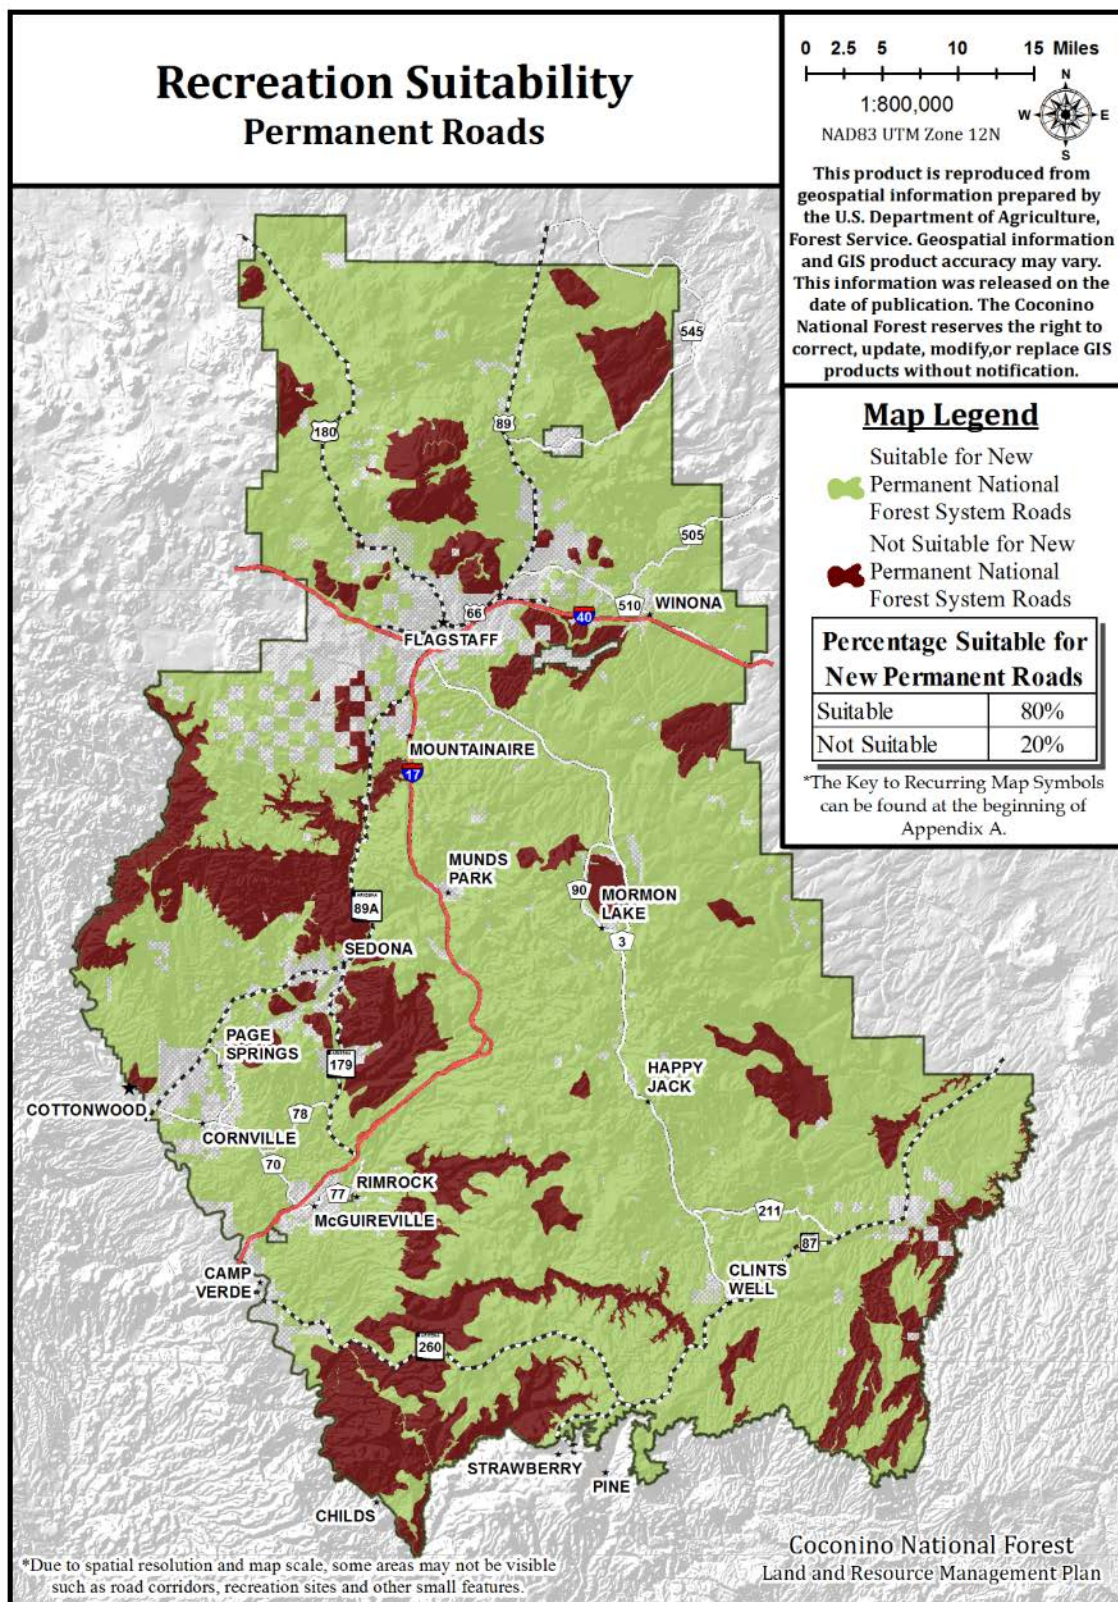 Recreation Suitability
Permanent Roads
0 2.5 5 10 15 Miles
1:800,000
NAD83 UTM Zone 12N
N
W E
S
This product is reproduced from
geospatial information prepared by
the U.S. Department of Agriculture,
Forest Service. Geospatial information
and GIS product accuracy may vary.
This information was released on the
date of publication. The Coconino
National Forest reserves the right to
correct, update, modify,or replace GIS
products without notification.
Map Legend
Suitable for New
Permanent National
Forest System Roads
Not Suitable for New
Permanent National
Forest System Roads
Percentage Suitable for
New Permanent Roads
Suitable 80%
Not Suitable 20%
*The Key to Recurring Map Symbols
can be found at the beginning of
Appendix A.
545
180
89
505
66
510
WINONA
40
FLAGSTAFF
MOUNTAINAIRE
17
MUNDS
PARK
90
MORMON
LAKE
ARIZONA
89A
3
SEDONA
PAGE
SPRINGS
ARIZONA
179
HAPPY
JACK
COTTONWOOD
78
CORNVILLE
70
RIMROCK
77
McGUIREVILLE
211
87
CAMP
VERDE
CLINTS
WELL
ARIZONA
260
STRAWBERRY
PINE
CHILDS
*Due to spatial resolution and map scale, some areas may not be visible
such as road corridors, recreation sites and other small features.
Coconino National Forest
Land and Resource Management Plan